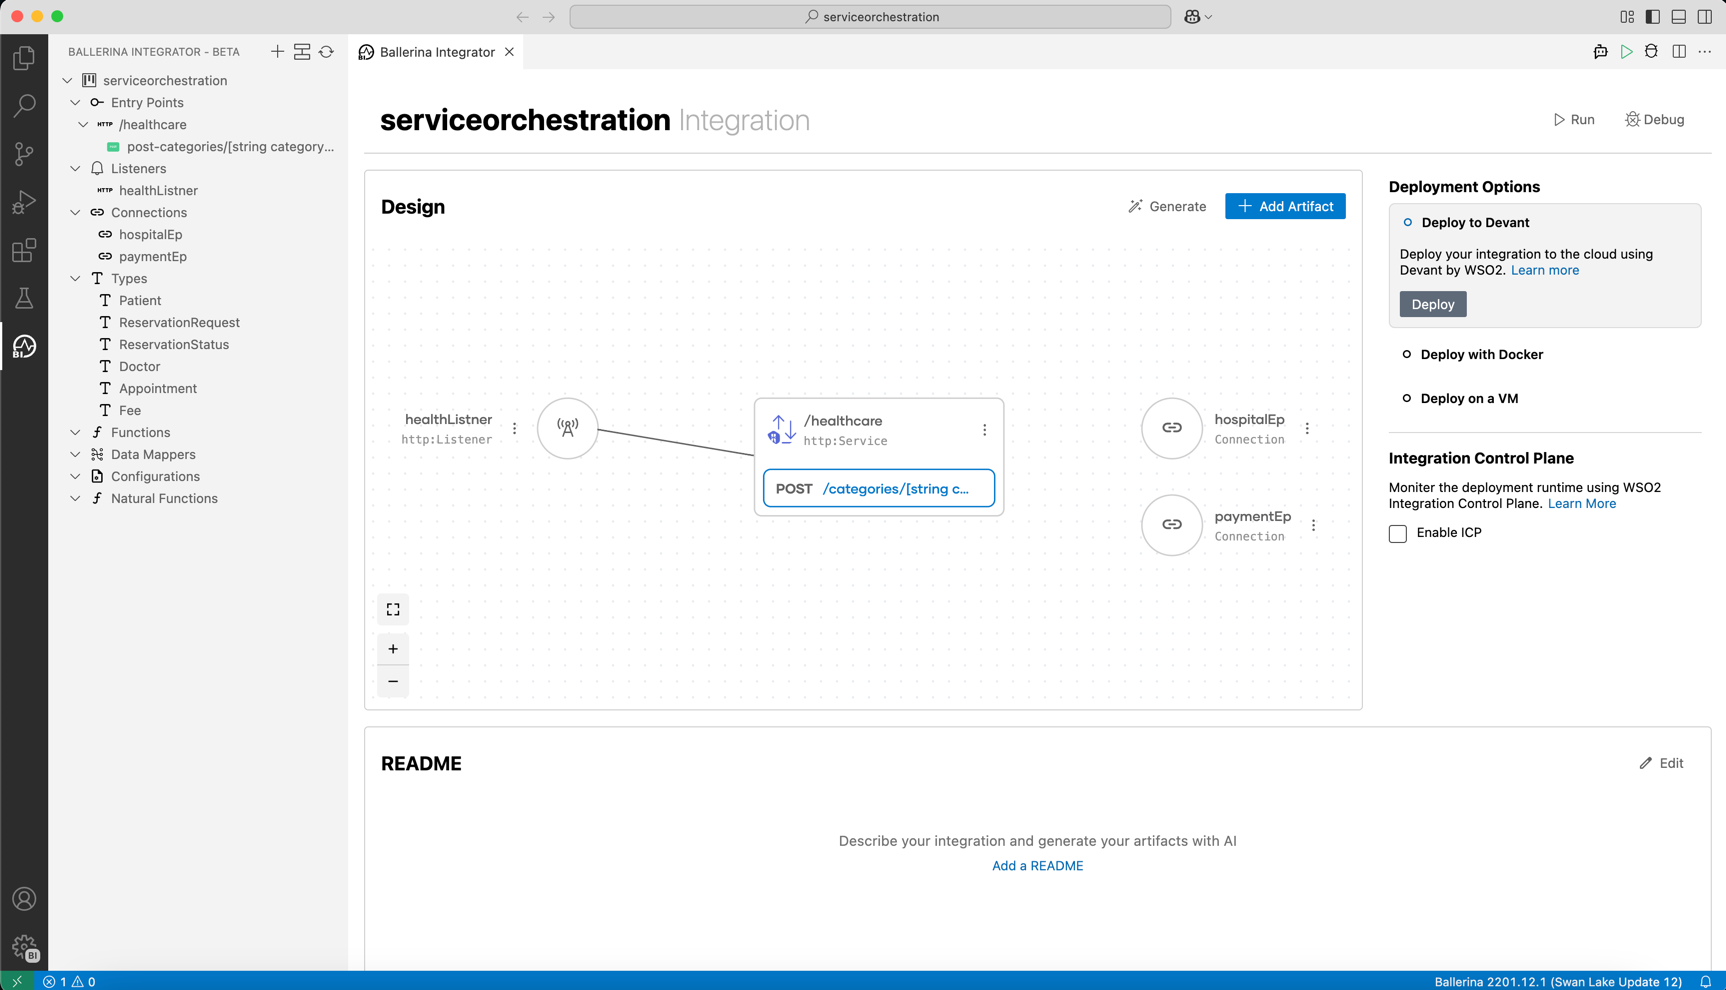 serviceorchestration
BALLERINA INTEGRATOR - BETA
serviceorchestration
Entry Points
HTTP /healthcare
post-categories/[string category...
Listeners
HTTP healthListner
Connections
hospitalEp
paymentEp
Types
Patient
ReservationRequest
ReservationStatus
Doctor
Appointment
Fee
Functions
Data Mappers
Configurations
Natural Functions
BI
BI
Ballerina Integrator
serviceorchestration Integration
Run
Debug
Design
Generate
Add Artifact
healthListner
http:Listener
/healthcare
http:Service
POST /categories/[string c...
hospitalEp
Connection
paymentEp
Connection
Deployment Options
Deploy to Devant
Deploy your integration to the cloud using
Devant by WSO2. Learn more
Deploy
Deploy with Docker
Deploy on a VM
Integration Control Plane
Moniter the deployment runtime using WSO2
Integration Control Plane. Learn More
Enable ICP
README
Edit
Describe your integration and generate your artifacts with AI
Add a README
1 0
Ballerina 2201.12.1 (Swan Lake Update 12)